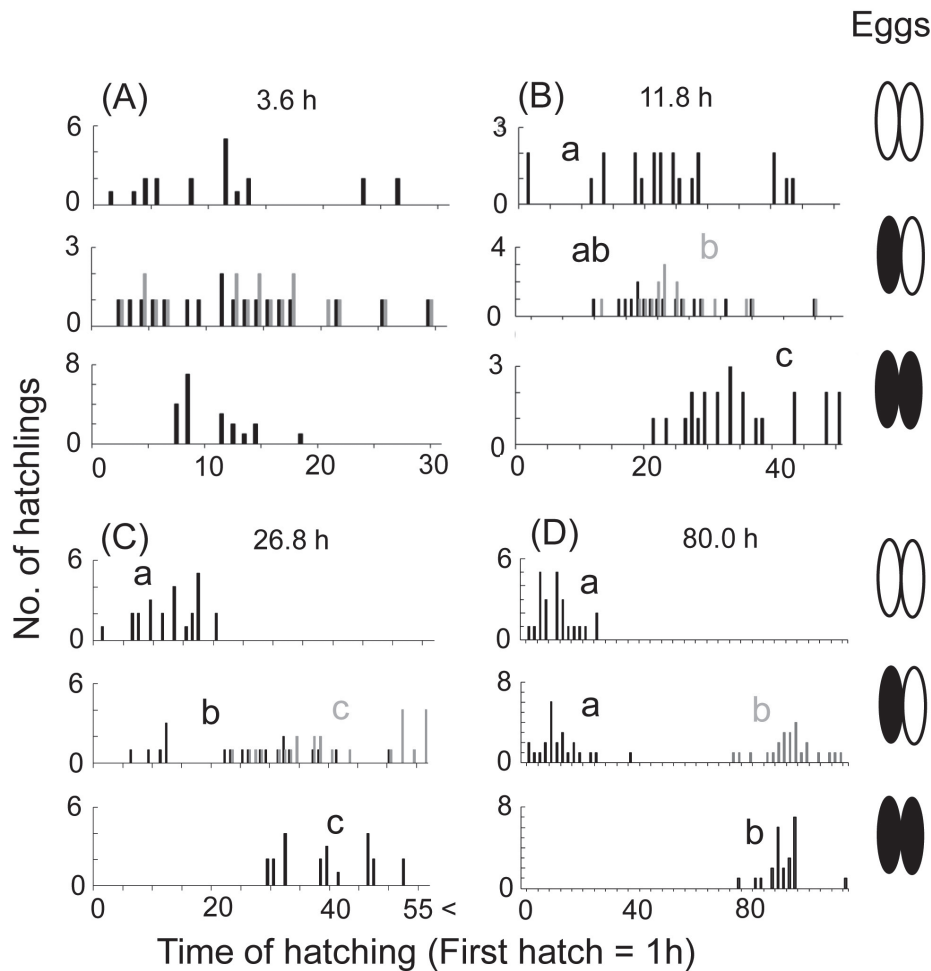 Eggs
(A)
3.6 h
(B)
11.8 h
6
0
3
a
0
3
0
4
ab
b
0
8
0
3
c
0
0 10 20 30
0 20 40
No. of hatchlings
(C)
26.8 h
(D)
80.0 h
6
a
0
6
a
0
6
b
c
0
8
a
b
0
6
c
0
8
b
0
0 20 40 55 <
0 40 80
Time of hatching (First hatch = 1h)